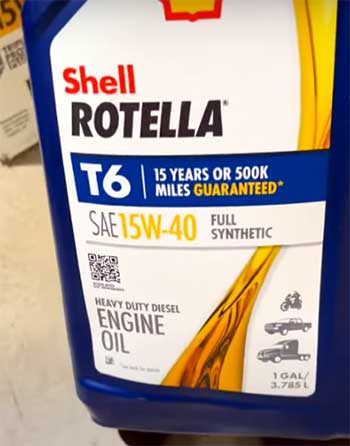 Shell
ROTELLA®
T6
15 YEARS OR 500K
MILES GUARANTEED*
SAE 15W-40
FULL
SYNTHETIC
HEAVY DUTY DIESEL
ENGINE
OIL
1 GAL/
3.785 L